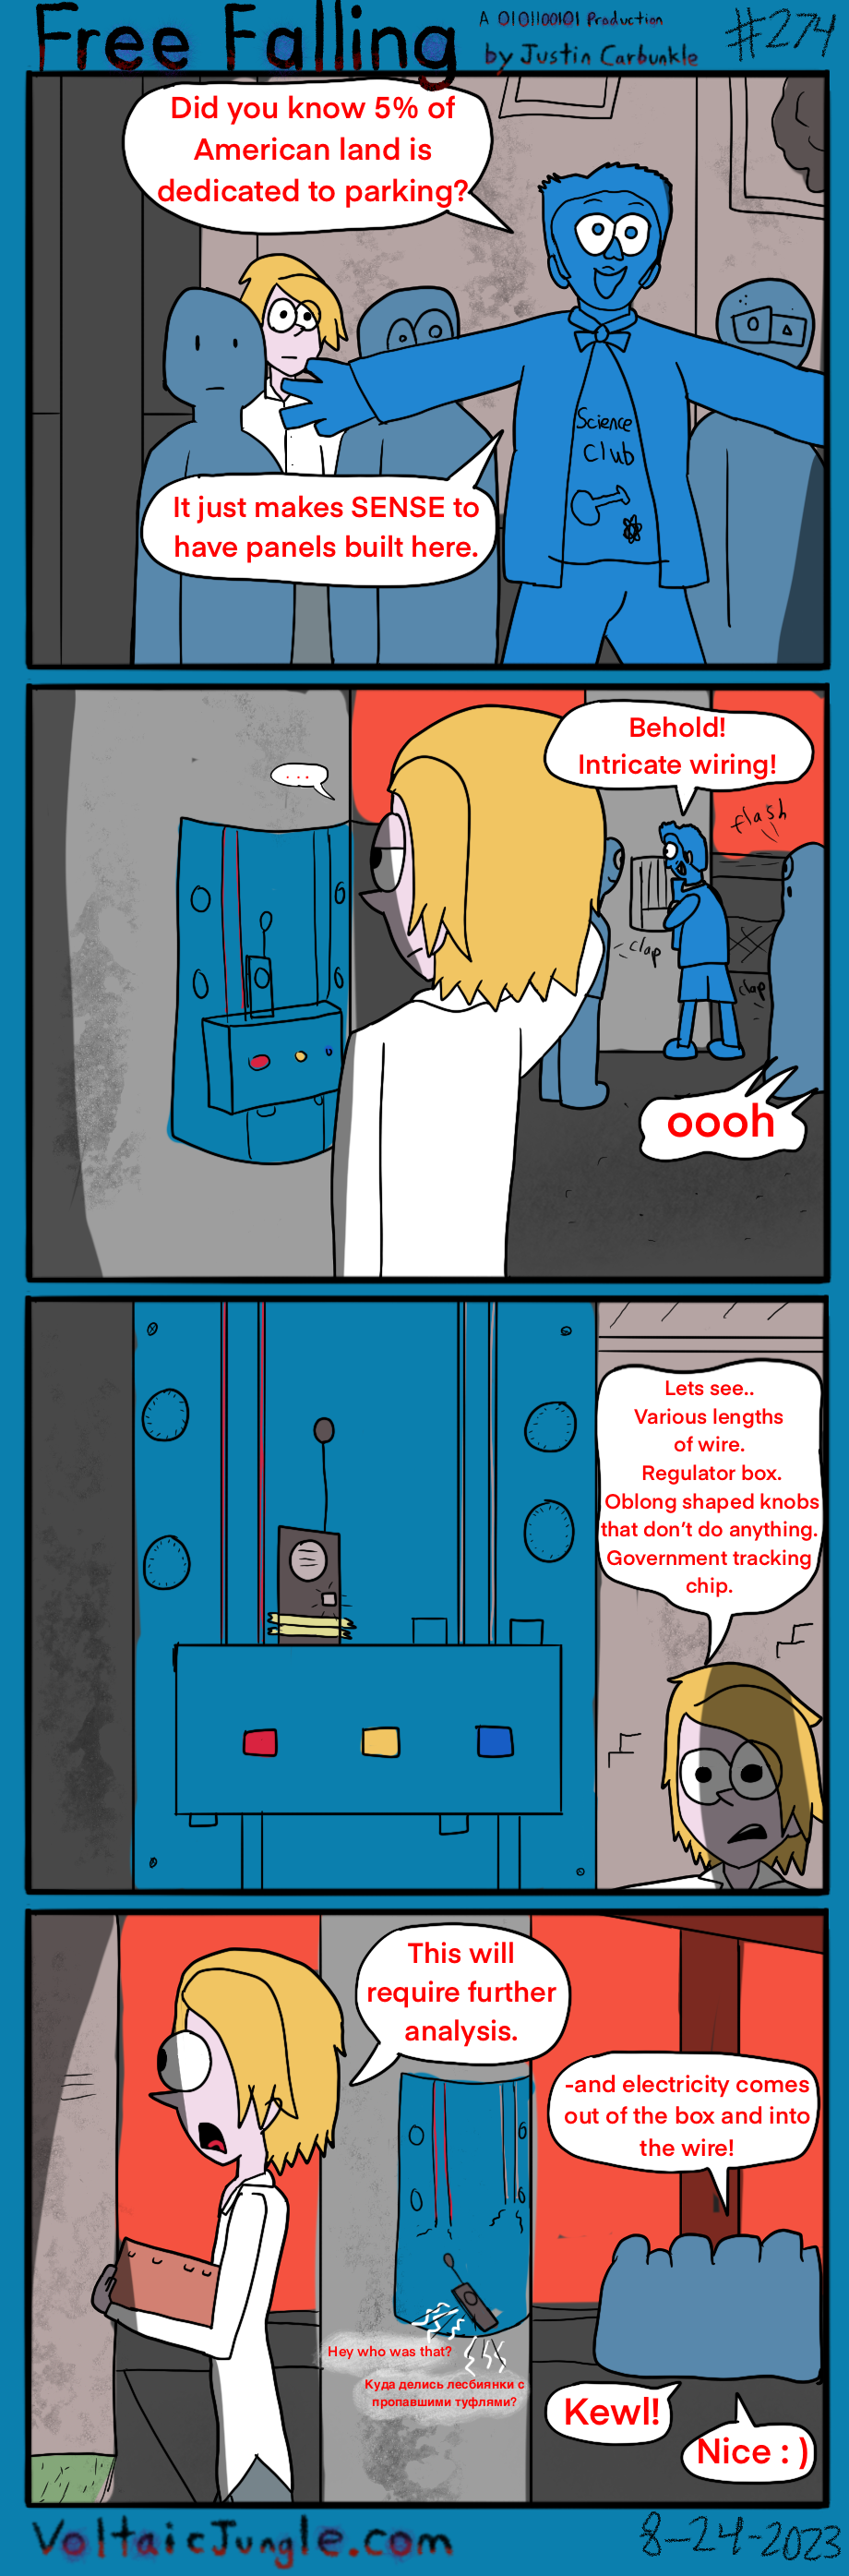 Free Falling
A 0101100101 Production
by Justin Carbunkle
#274
Did you know 5% of
American land is
dedicated to parking?
Science
Club
It just makes SENSE to
have panels built here.
...
Behold!
Intricate wiring!
flash
clap
clap
oooh
Lets see..
Various lengths
of wire.
Regulator box.
Oblong shaped knobs
that don't do anything.
Government tracking
chip.
This will
require further
analysis.
-and electricity comes
out of the box and into
the wire!
Hey who was that?
Куда делись лесбиянки с
пропавшими туфлями?
Kewl!
Nice : )
VoltaicJungle.com
8-24-2023